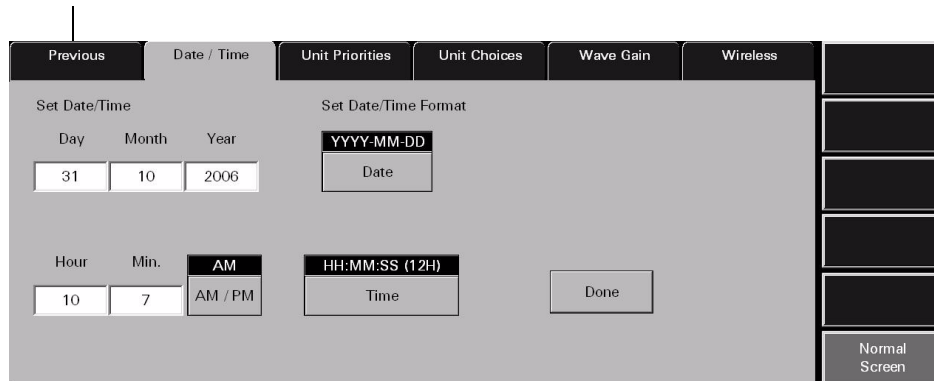 Previous Date / Time Unit Priorities Unit Choices Wave Gain Wireless
Set Date/Time Set Date/Time Format
Day Month Year YYYY-MM-DD
31 10 2006 Date
Hour Min. AM HH:MM:SS (12H)
10 7 AM / PM Time Done
Normal
Screen